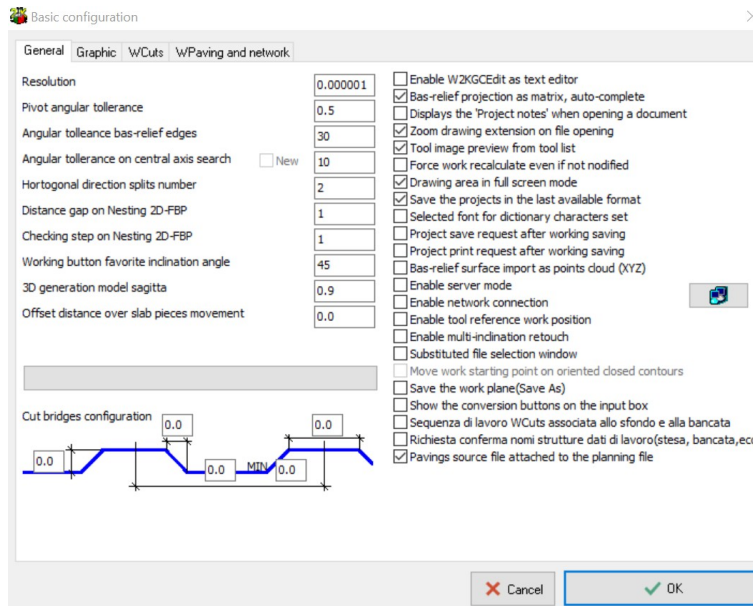 Basic configuration
General
Graphic
WCuts
WPaving and network
Resolution
0.000001
Pivot angular tollerance
0.5
Angular tolleance bas-relief edges
30
Angular tollerance on central axis search
New
10
Hortogonal direction splits number
2
Distance gap on Nesting 2D-FBP
1
Checking step on Nesting 2D-FBP
1
Working button favorite inclination angle
45
3D generation model sagitta
0.9
Offset distance over slab pieces movement
0.0
Cut bridges configuration
0.0
0.0
0.0
0.0
MIN
0.0
Enable W2KGCEdit as text editor
Bas-relief projection as matrix, auto-complete
Displays the 'Project notes' when opening a document
Zoom drawing extension on file opening
Tool image preview from tool list
Force work recalculate even if not nodified
Drawing area in full screen mode
Save the projects in the last available format
Selected font for dictionary characters set
Project save request after working saving
Project print request after working saving
Bas-relief surface import as points cloud (XYZ)
Enable server mode
Enable network connection
Enable tool reference work position
Enable multi-inclination retouch
Substituted file selection window
Move work starting point on oriented closed contours
Save the work plane(Save As)
Show the conversion buttons on the input box
Sequenza di lavoro WCuts associata allo sfondo e alla bancata
Richiesta conferma nomi strutture dati di lavoro(stesa, bancata,ecc
Pavings source file attached to the planning file
Cancel
OK